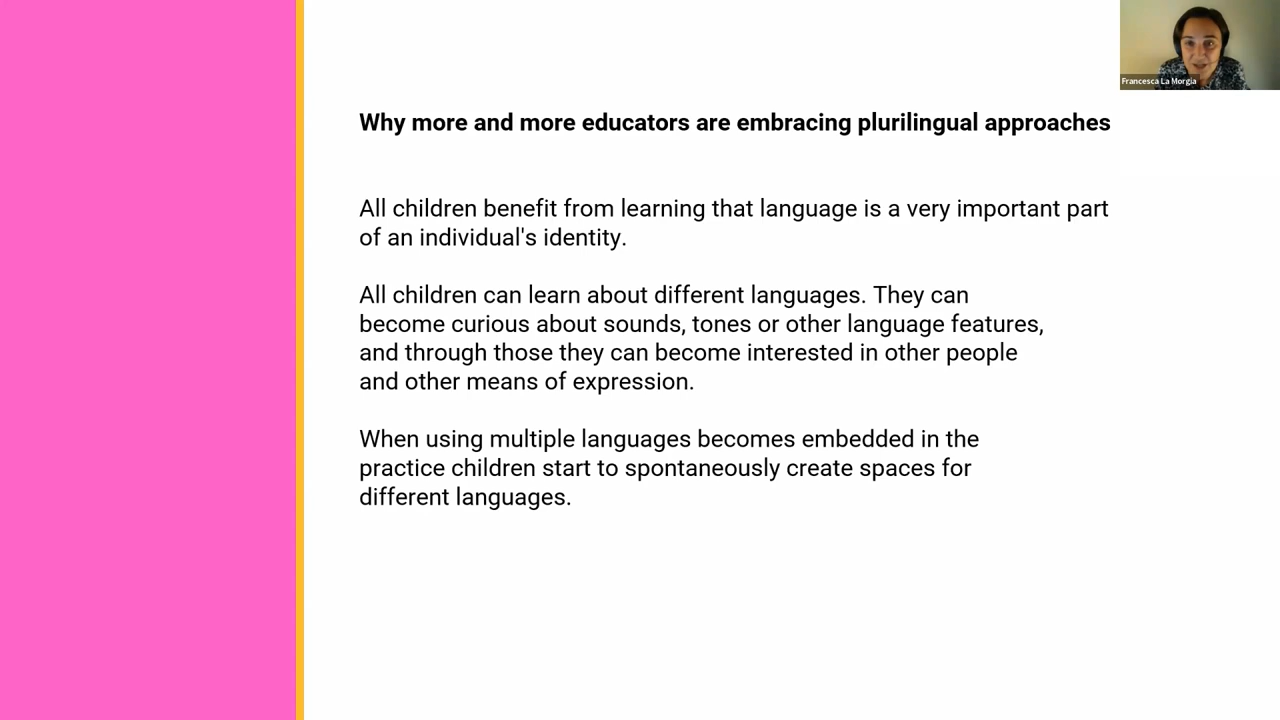 Francesca La Morgia
Why more and more educators are embracing plurilingual approaches
All children benefit from learning that language is a very important part
of an individual's identity.
All children can learn about different languages. They can
become curious about sounds, tones or other language features,
and through those they can become interested in other people
and other means of expression.
When using multiple languages becomes embedded in the
practice children start to spontaneously create spaces for
different languages.